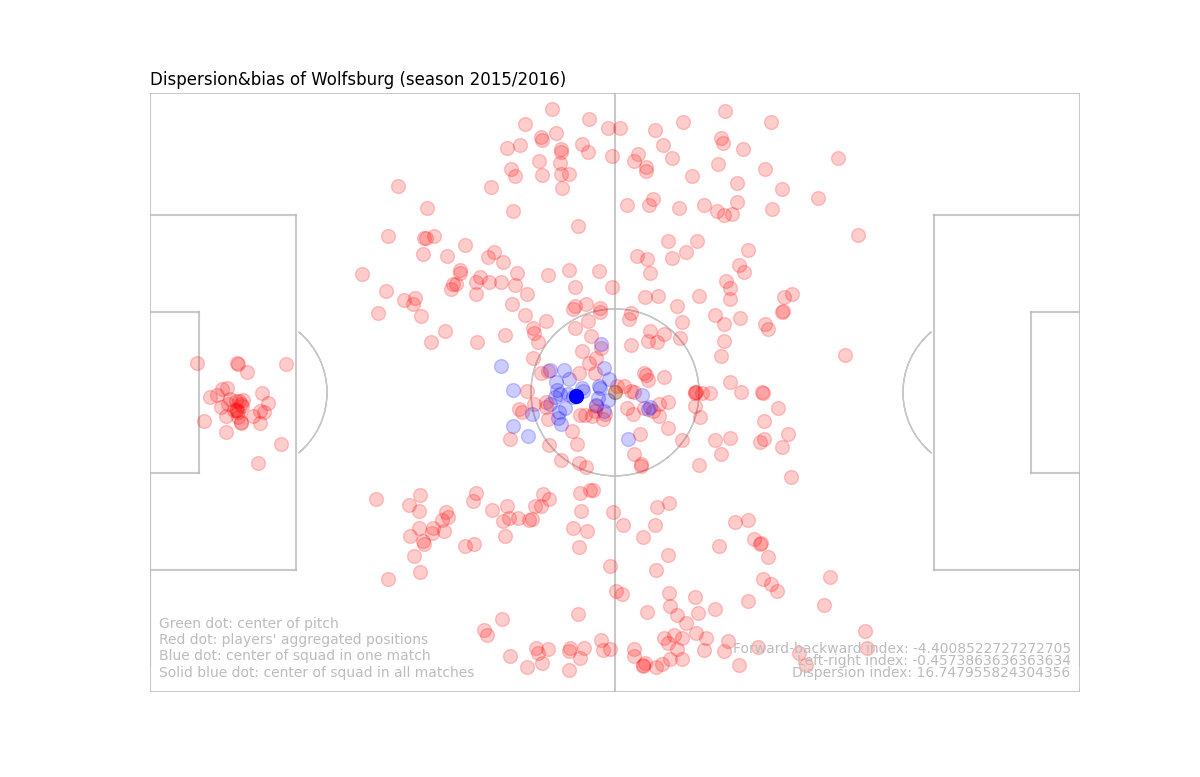 Dispersion&bias of Wolfsburg (season 2015/2016)
Green dot: center of pitch
Red dot: players' aggregated positions
Blue dot: center of squad in one match
Solid blue dot: center of squad in all matches
Forward-backward index: -4.4008522727272705
Left-right index: -0.4573863636363634
Dispersion index: 16.747955824304356